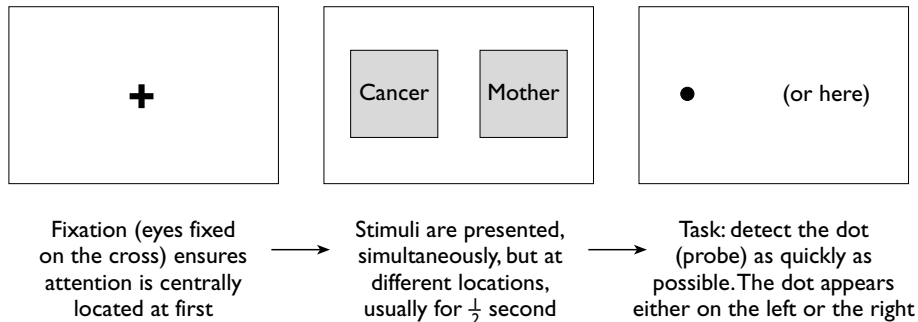 Cancer
Mother
(or here)
Fixation (eyes fixed
on the cross) ensures
attention is centrally
located at first
Stimuli are presented,
simultaneously, but at
different locations,
usually for 1/2 second
Task: detect the dot
(probe) as quickly as
possible. The dot appears
either on the left or the right